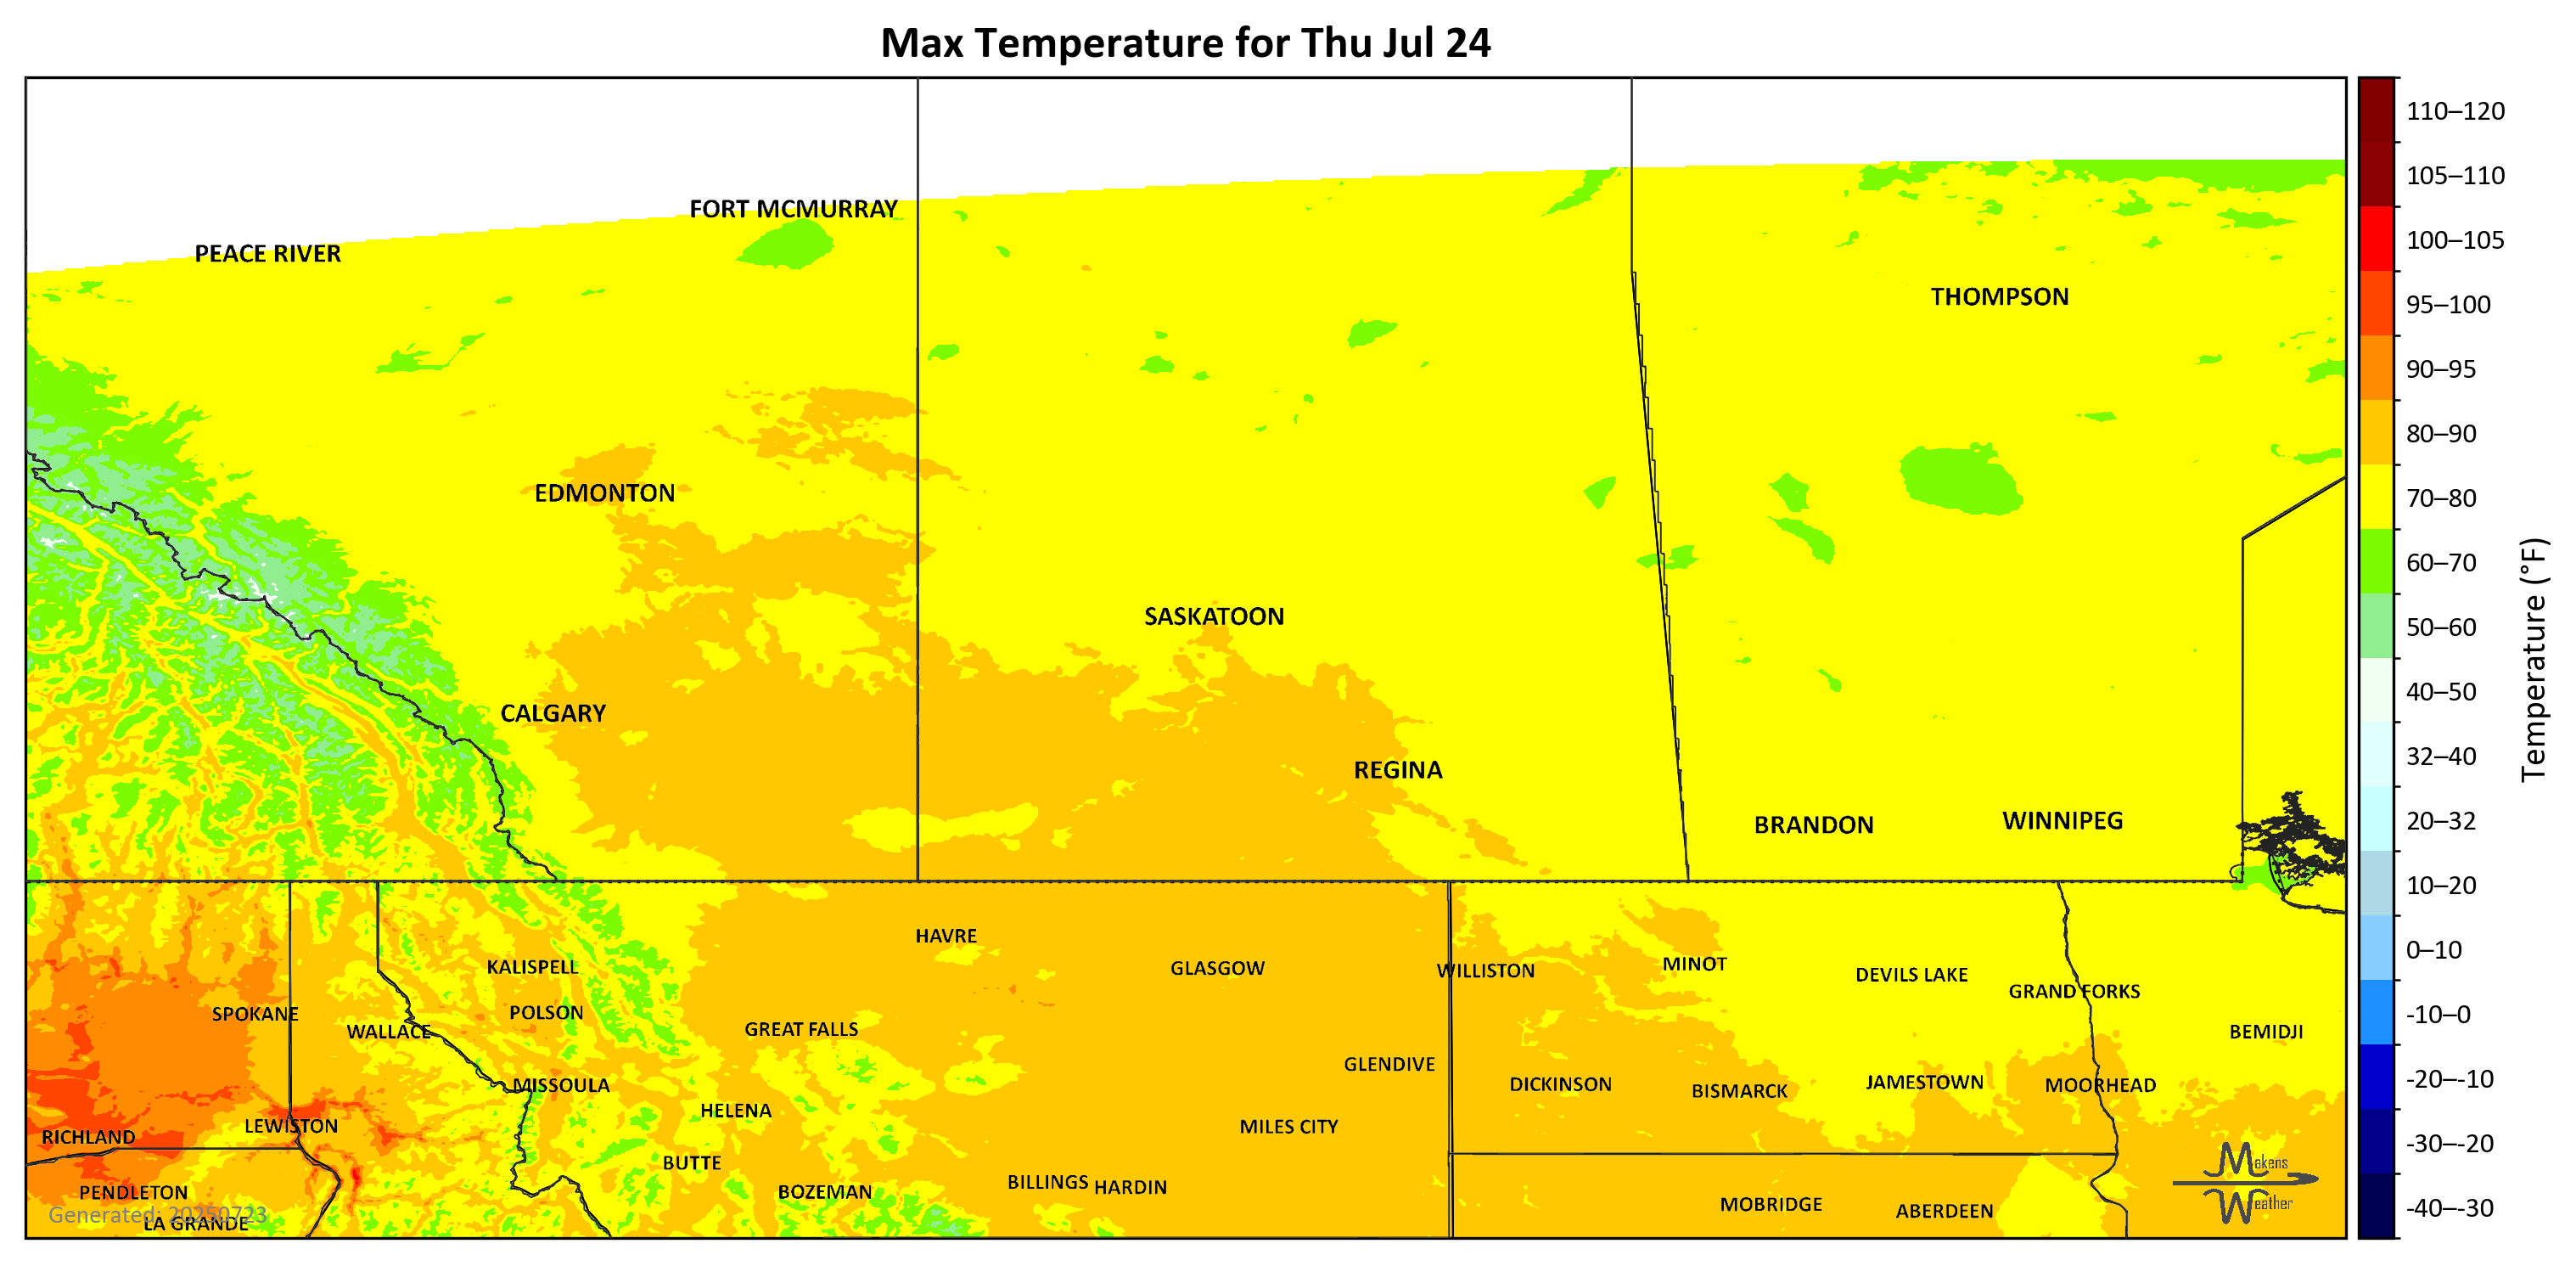 Max Temperature for Thu Jul 24
FORT MCMURRAY
PEACE RIVER
THOMPSON
EDMONTON
SASKATOON
CALGARY
REGINA
BRANDON
WINNIPEG
HAVRE
KALISPELL
GLASGOW
WILLISTON
MINOT
DEVILS LAKE
GRAND FORKS
SPOKANE
POLSON
WALLACE
GREAT FALLS
BEMIDJI
GLENDIVE
MISSOULA
DICKINSON
BISMARCK
JAMESTOWN
MOORHEAD
HELENA
LEWISTON
MILES CITY
RICHLAND
BUTTE
BILLINGS
HARDIN
PENDLETON
BOZEMAN
MOBRIDGE
ABERDEEN
LA GRANDE
Generated: 20250723
Makens
Weather
110–120
105–110
100–105
95–100
90–95
80–90
70–80
60–70
50–60
40–50
32–40
20–32
10–20
0–10
-10–0
-20–-10
-30–-20
-40–-30
Temperature (°F)